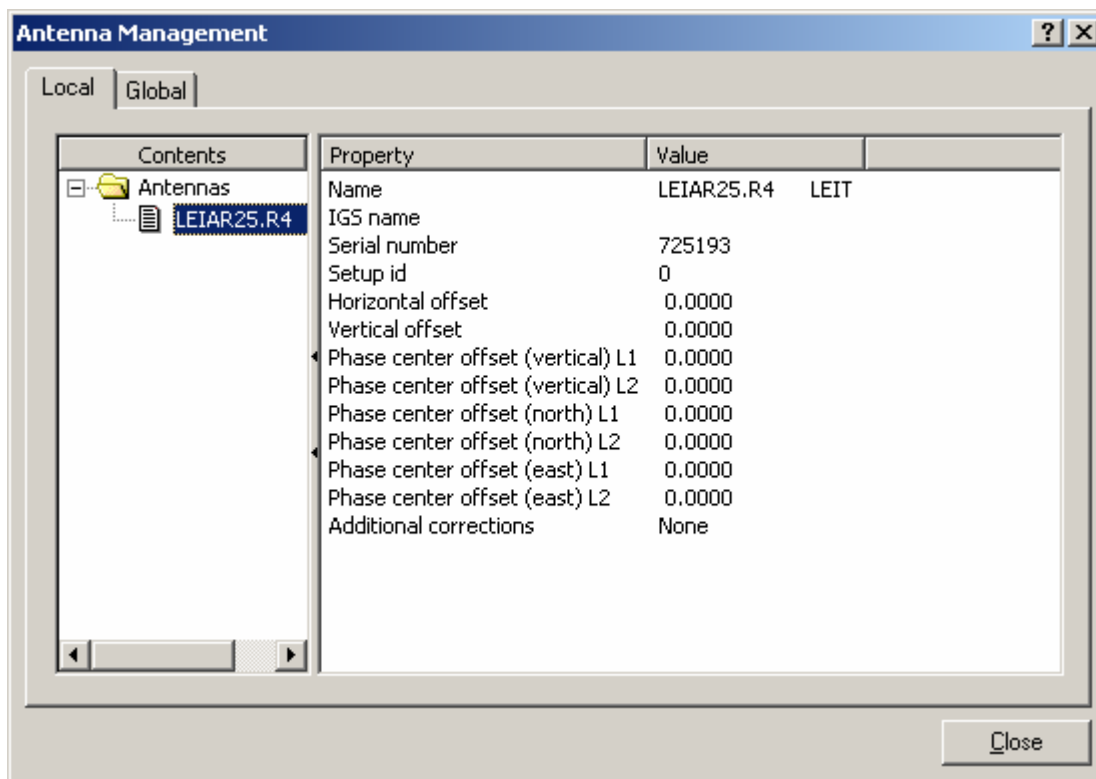 Antenna Management
Local Global
Contents Property Value
Antennas
LEIAR25.R4
Name LEIAR25.R4 LEIT
IGS name
Serial number 725193
Setup id 0
Horizontal offset 0.0000
Vertical offset 0.0000
Phase center offset (vertical) L1 0.0000
Phase center offset (vertical) L2 0.0000
Phase center offset (north) L1 0.0000
Phase center offset (north) L2 0.0000
Phase center offset (east) L1 0.0000
Phase center offset (east) L2 0.0000
Additional corrections None
Close